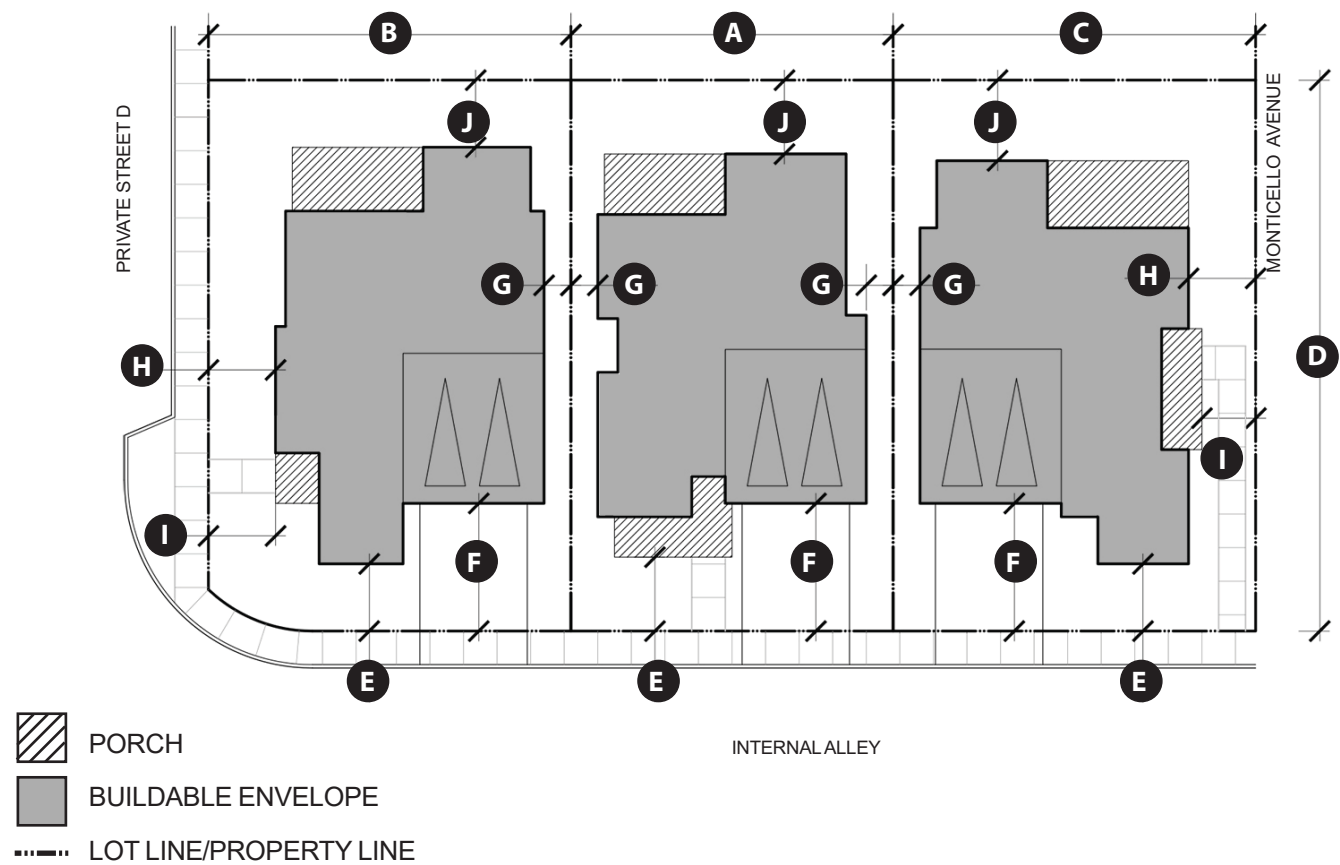 B
A
C
PRIVATE STREET D
MONTICELLO AVENUE
J
J
J
G
G
G
G
H
H
D
I
I
F
F
F
E
E
E
PORCH
INTERNAL ALLEY
BUILDABLE ENVELOPE
LOT LINE/PROPERTY LINE